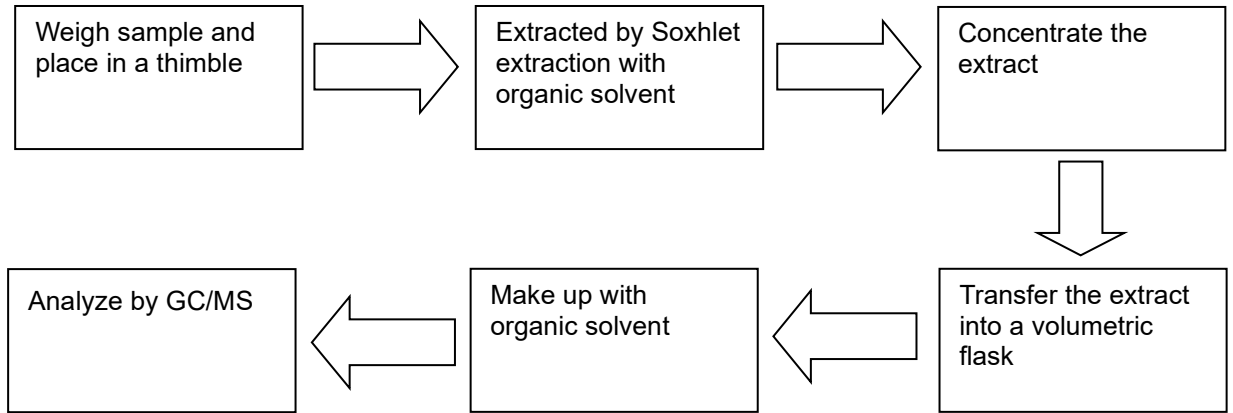 Weigh sample and
place in a thimble
Extracted by Soxhlet
extraction with
organic solvent
Concentrate the
extract
Transfer the extract
into a volumetric
flask
Make up with
organic solvent
Analyze by GC/MS